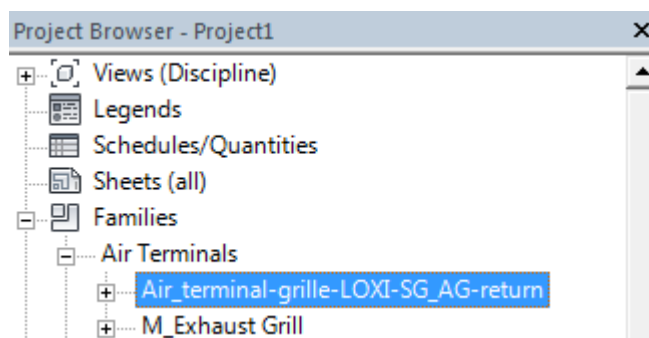 Project Browser - Project1
Views (Discipline)
Legends
Schedules/Quantities
Sheets (all)
Families
Air Terminals
Air_terminal-grille-LOXI-SG_AG-return
M_Exhaust Grill